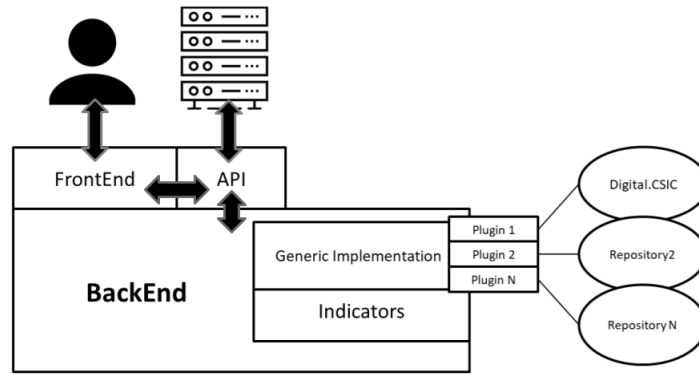 FrontEnd
API
Digital.CSIC
Plugin 1
Generic Implementation
Plugin 2
Repository2
BackEnd
Plugin N
Indicators
Repository N